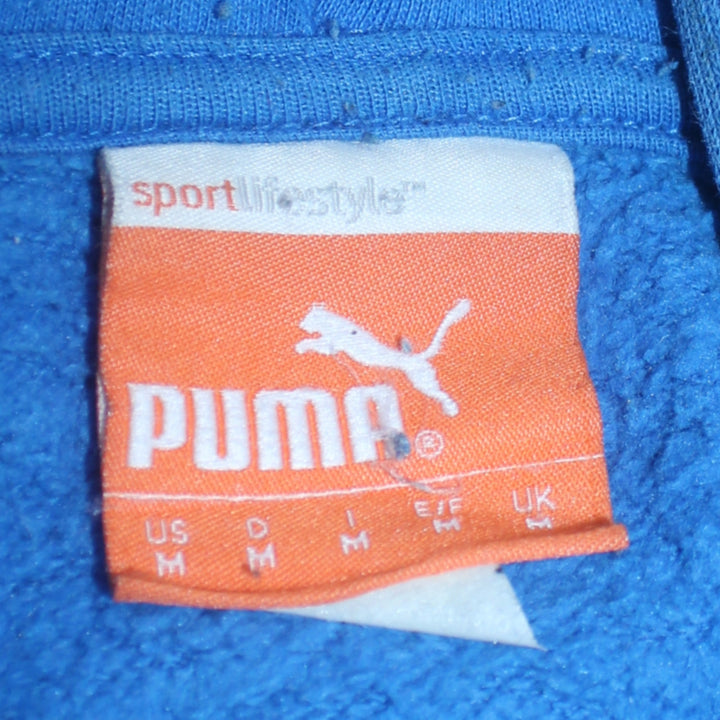 sportlifestyle™
PUMA®
US D I E/F UK
M M M M M